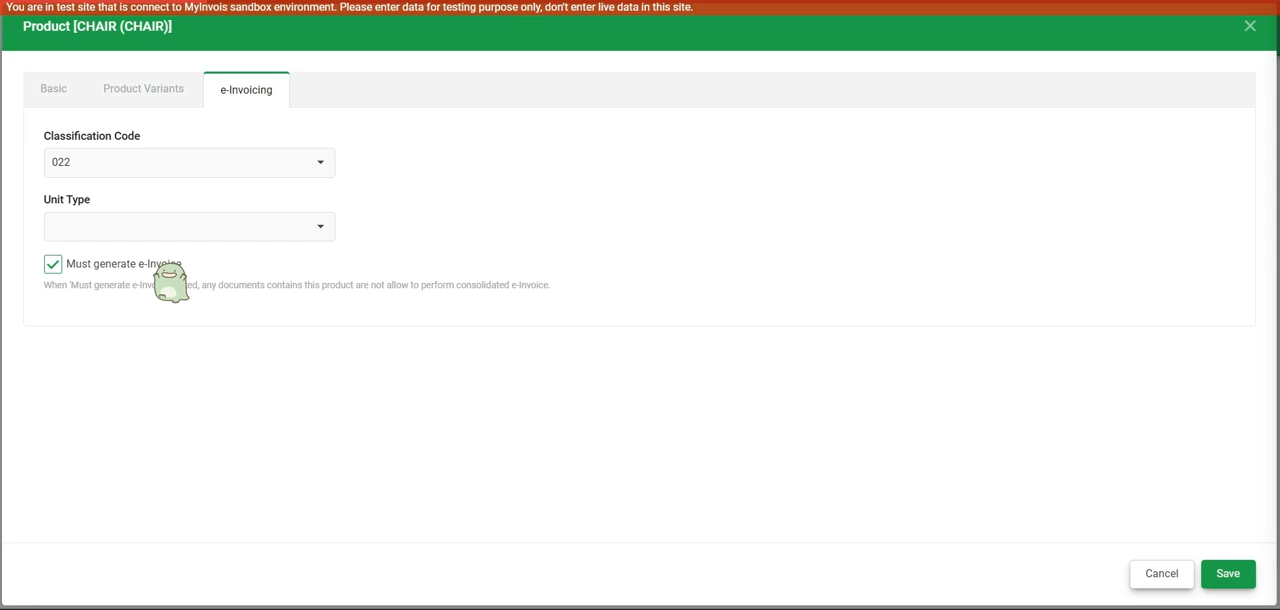 You are in test site that is connect to MyInvois sandbox environment. Please enter data for testing purpose only, don't enter live data in this site.
Product [CHAIR (CHAIR)]
Basic
Product Variants
e-Invoicing
Classification Code
022
Unit Type
Must generate e-Invoice
When 'Must generate any documents contains this product are not allow to perform consolidated e-Invoice.
Cancel
Save